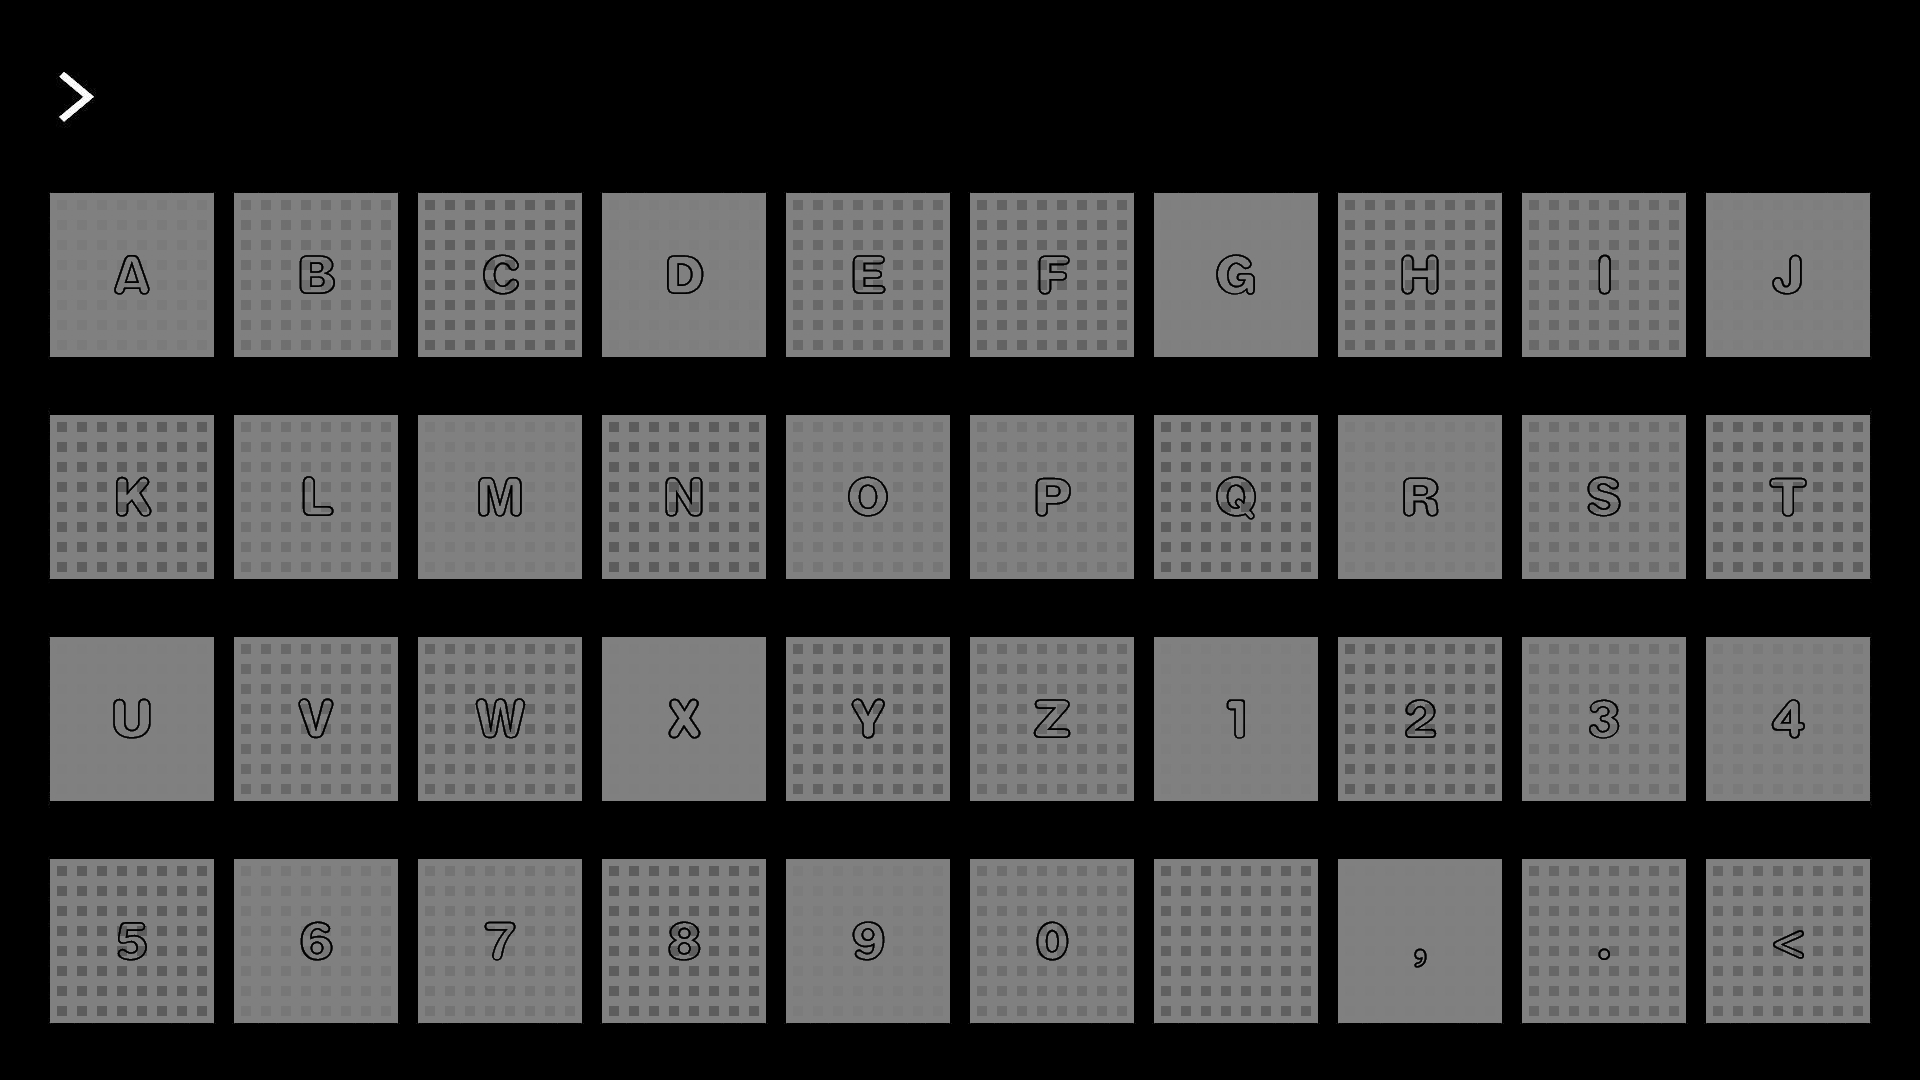 >
A B C D E F G H I J
K L M N O P Q R S T
U V W X Y Z 1 2 3 4
5 6 7 8 9 0 , . <